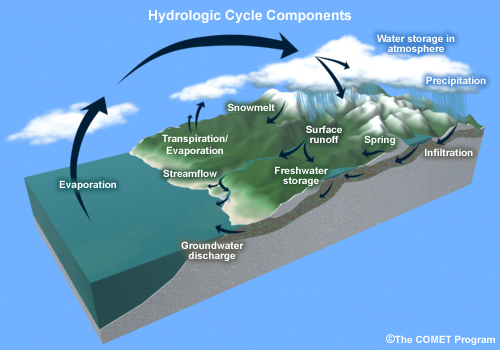 Hydrologic Cycle Components
Water storage in
atmosphere
Precipitation
Snowmelt
Transpiration/
Evaporation
Surface
runoff
Spring
Infiltration
Streamflow
Freshwater
storage
Evaporation
Groundwater
discharge
©The COMET Program